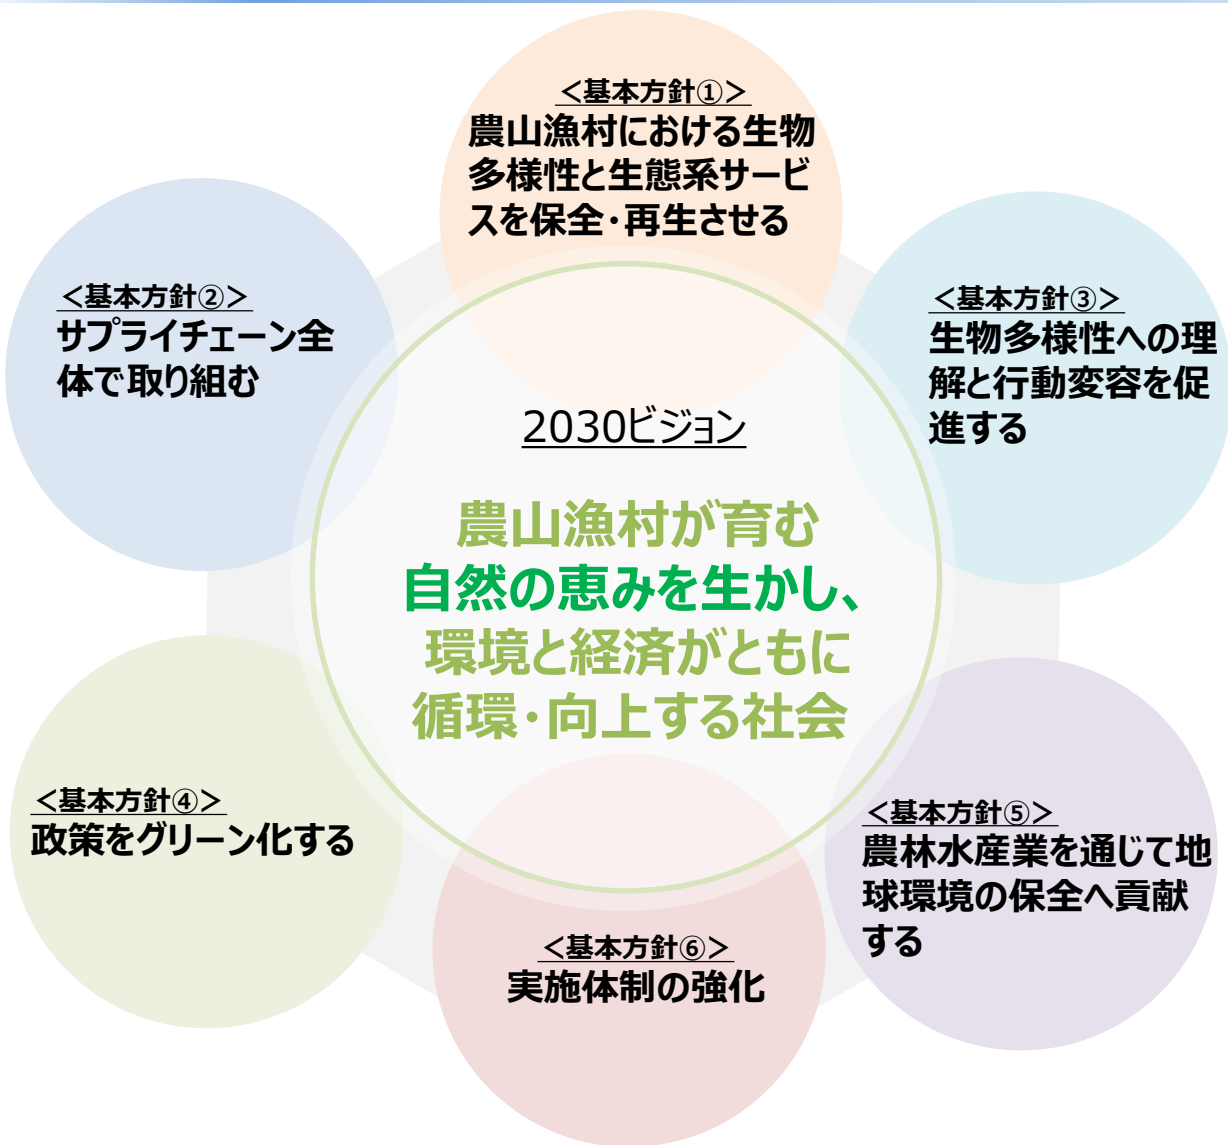 <基本方針①>
農山漁村における生物
多様性と生態系サービ
スを保全・再生させる
<基本方針②>
サプライチェーン全
体で取り組む
<基本方針③>
生物多様性への理
解と行動変容を促
進する
2030ビジョン
農山漁村が育む
自然の恵みを生かし、
環境と経済がともに
循環・向上する社会
<基本方針④>
政策をグリーン化する
<基本方針⑤>
農林水産業を通じて地
球環境の保全へ貢献
する
<基本方針⑥>
実施体制の強化